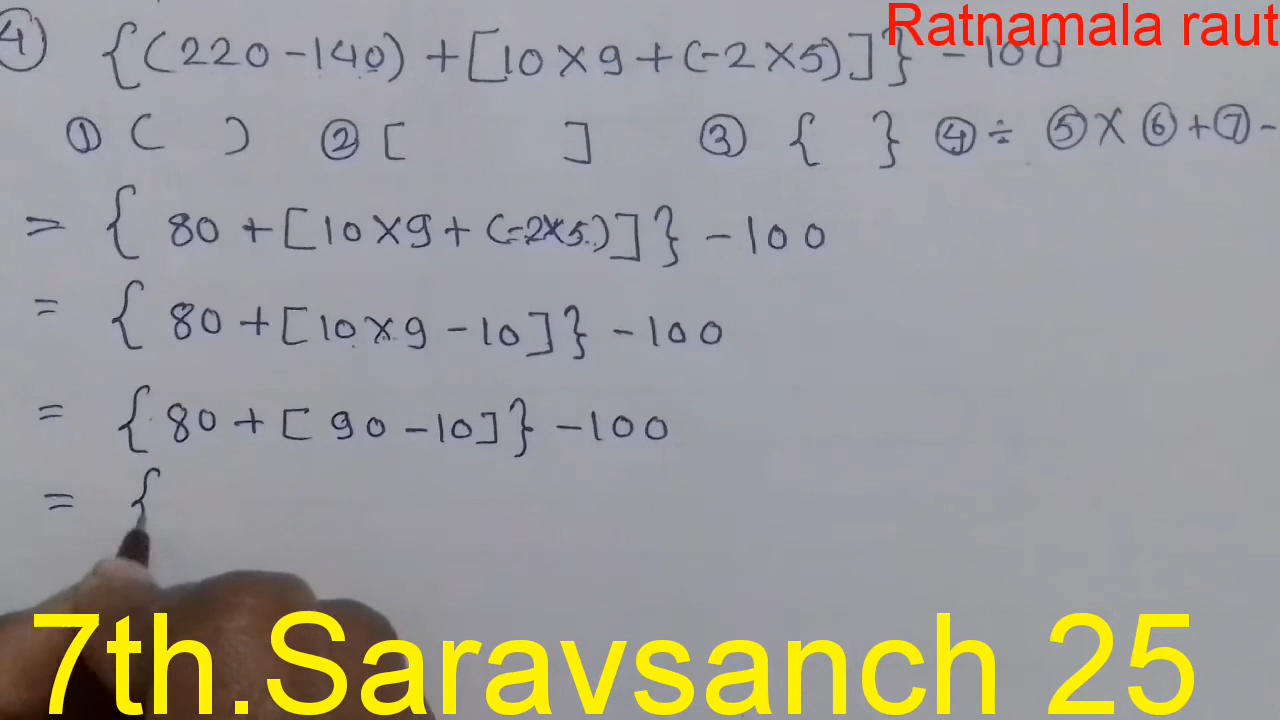 Ratnamala raut
④ {(220-140)+[10×9+(-2×5)]}-100
① ( ) ② [ ] ③ { } ④ ÷ ⑤ × ⑥ + ⑦ -
= { 80+[10×9+(-2×5)]}-100
= { 80+[10×9-10]}-100
= {80+[90-10]}-100
= {
7th.Saravsanch 25